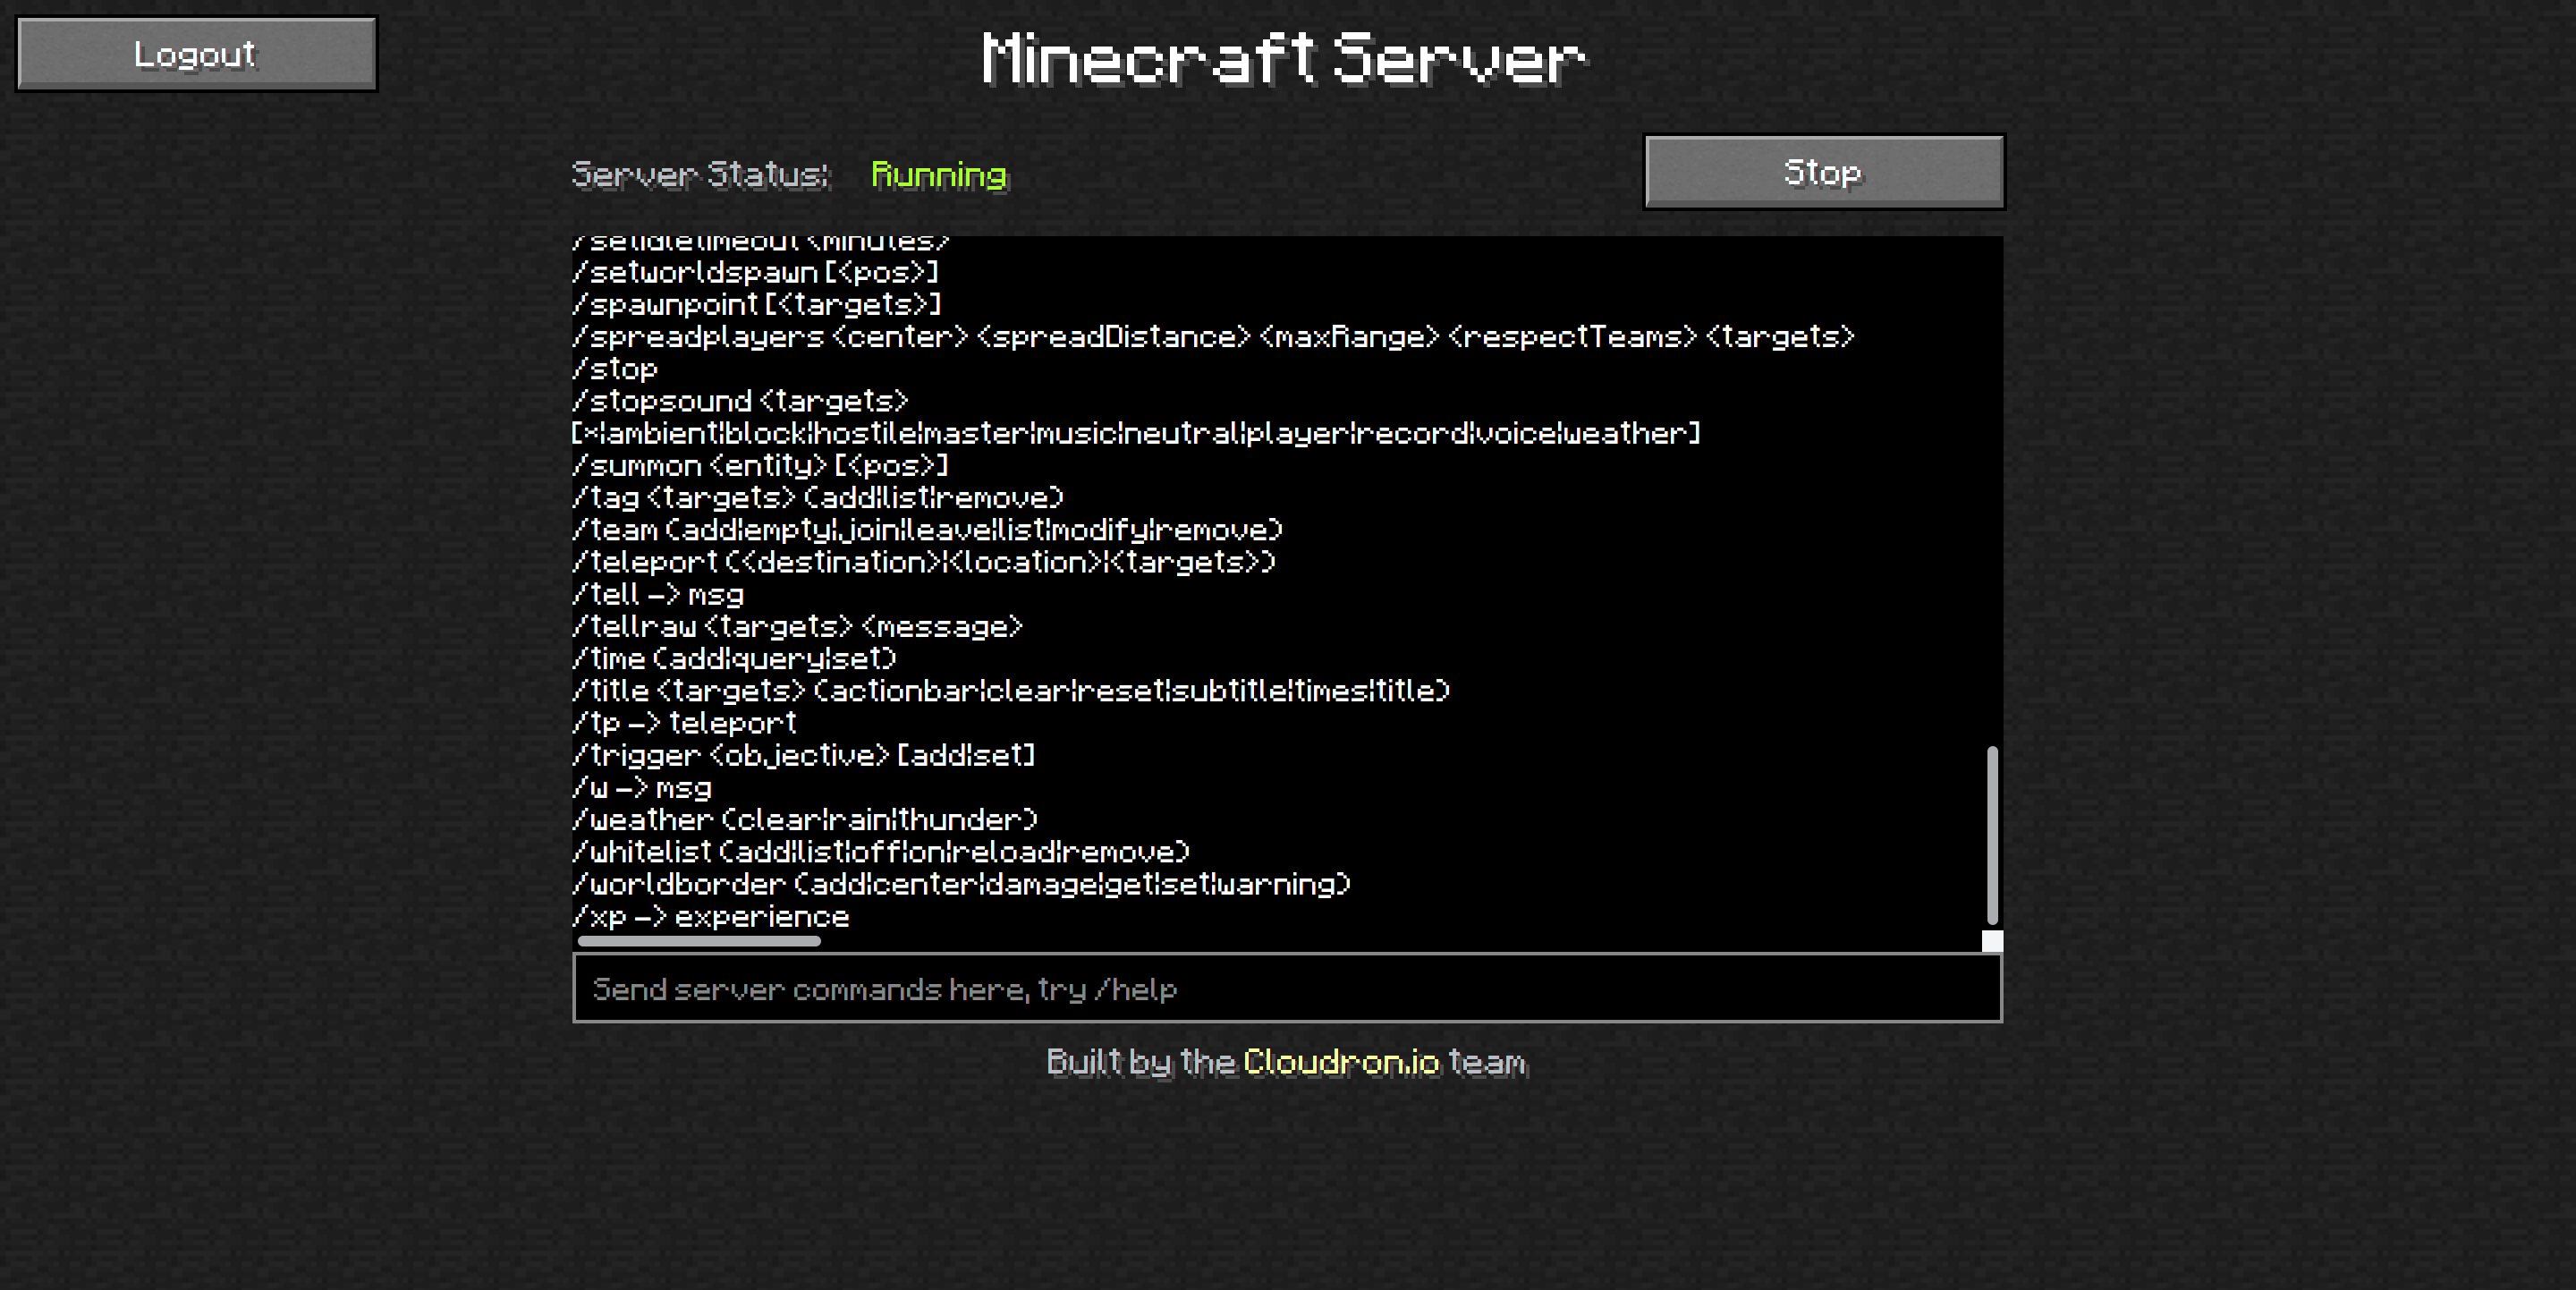 Logout
Minecraft Server
Server Status: Running
Stop
/setidletimeout <minutes>
/setworldspawn [<pos>]
/spawnpoint [<targets>]
/spreadplayers <center> <spreadDistance> <maxRange> <respectTeams> <targets>
/stop
/stopsound <targets>
[*|ambient|block|hostile|master|music|neutral|player|record|voice|weather]
/summon <entity> [<pos>]
/tag <targets> (add|list|remove)
/team (add|empty|join|leave|list|modify|remove)
/teleport (<destination>|<location>|<targets>)
/tell -> msg
/tellraw <targets> <message>
/time (add|query|set)
/title <targets> (actionbar|clear|reset|subtitle|times|title)
/tp -> teleport
/trigger <objective> [add|set]
/w -> msg
/weather (clear|rain|thunder)
/whitelist (add|list|off|on|reload|remove)
/worldborder (add|center|damage|get|set|warning)
/xp -> experience
Send server commands here, try /help
Built by the Cloudron.io team